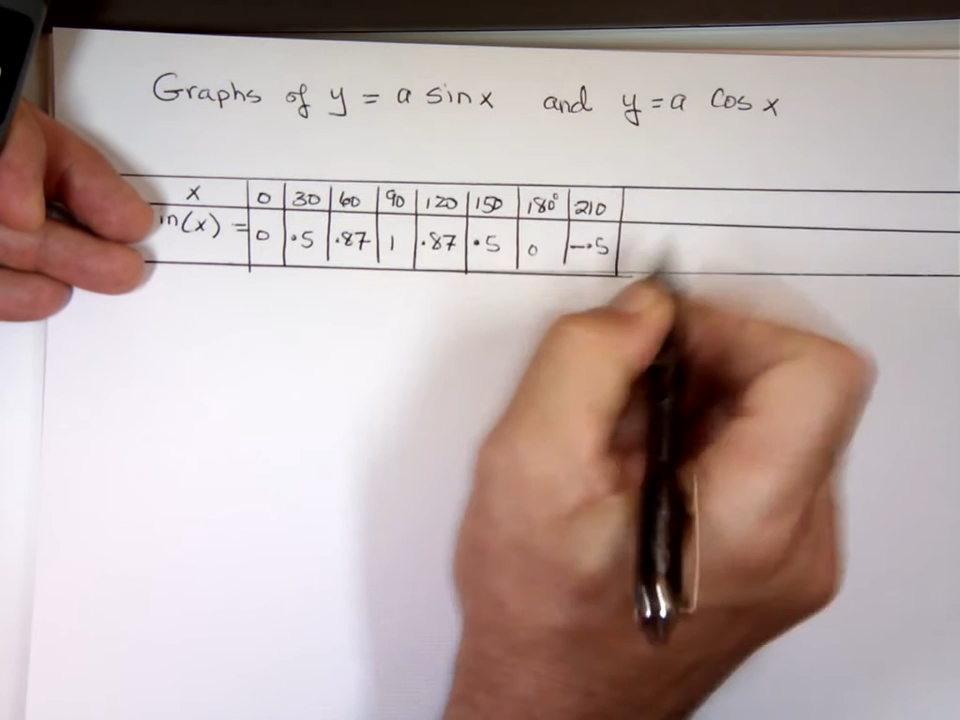 Graphs of y = a sin x and y = a cos x
x 0 30 60 90 120 150 180° 210
in(x) = 0 .5 .87 1 .87 .5 0 -.5